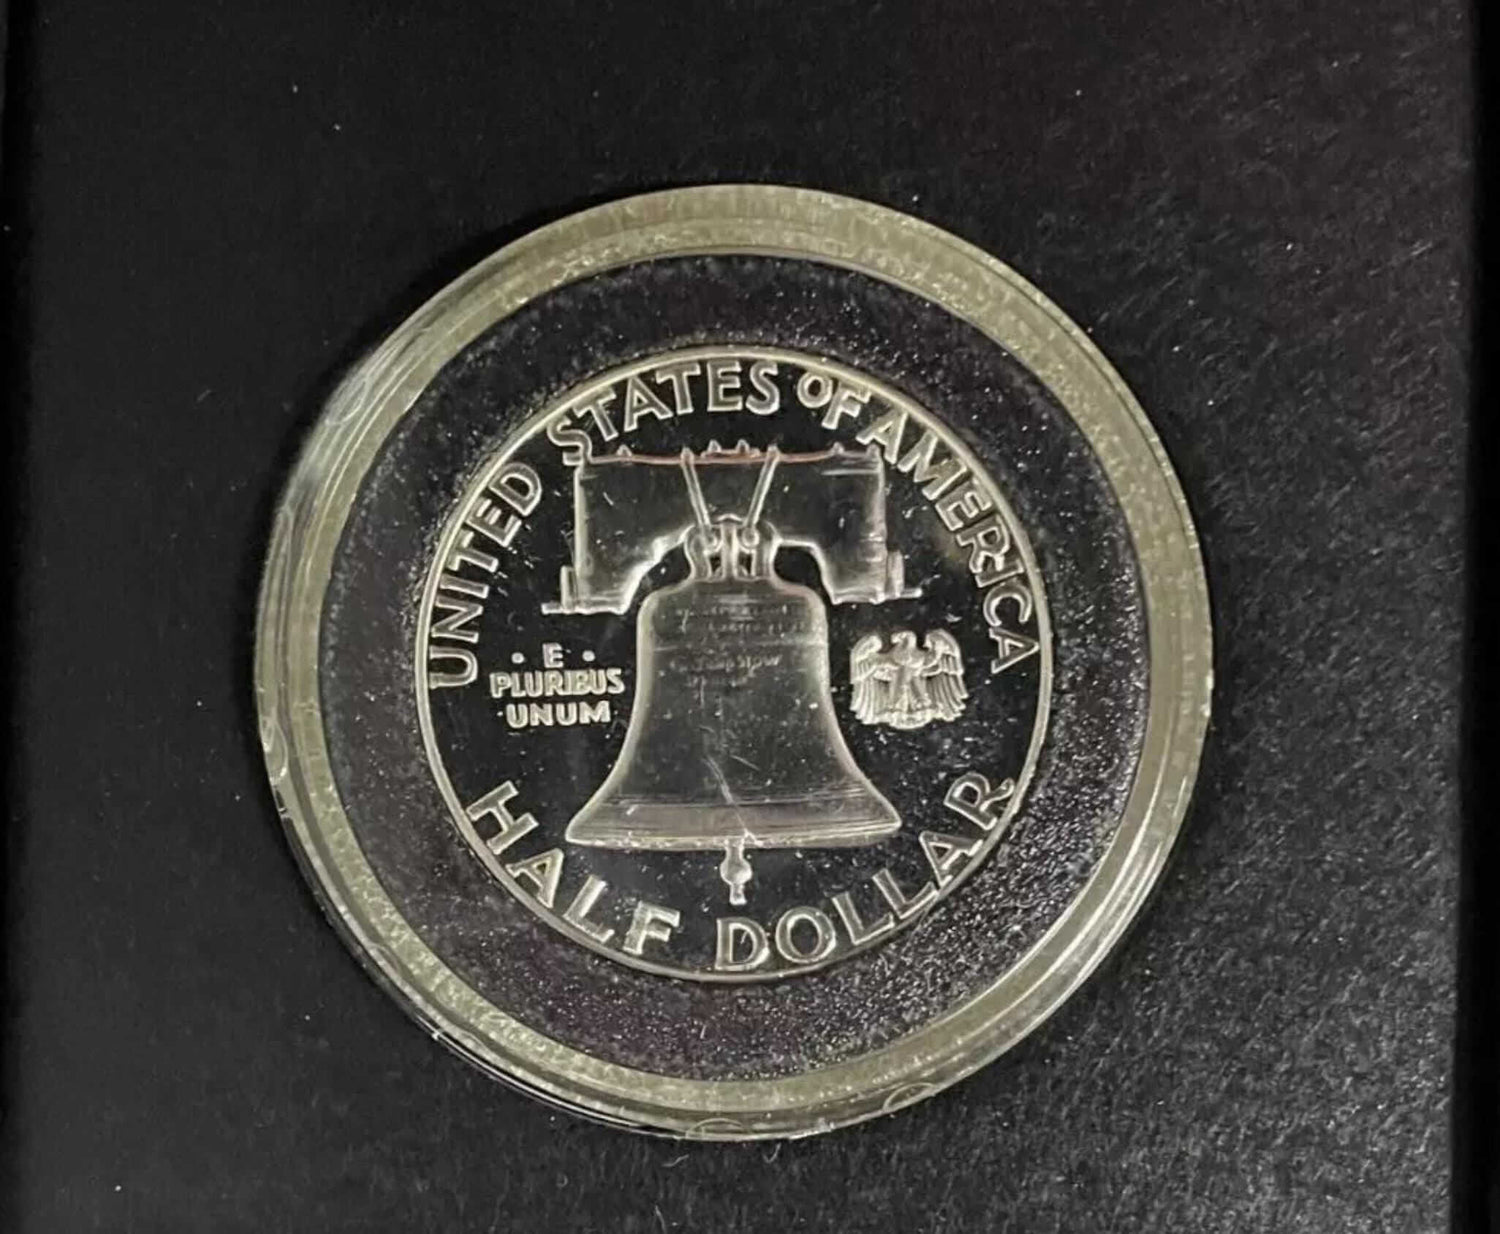 UNITED STATES OF AMERICA
· E ·
PLURIBUS
UNUM
HALF DOLLAR